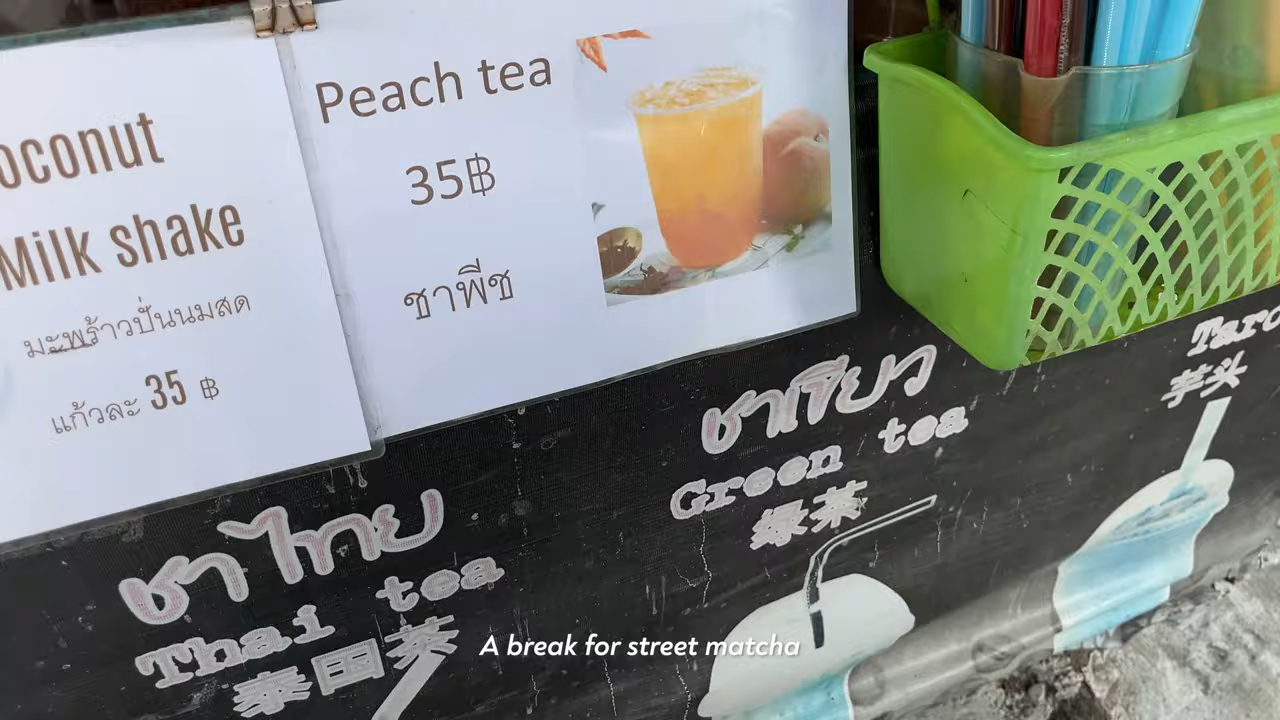 oconut
Milk shake
มะพร้าวปั่นนมสด
แก้วละ 35 ฿
Peach tea
35฿
ชาพีช
ชาไทย
Thai tea
泰国茶
ชาเขียว
Green tea
绿茶
Taro
芋头
A break for street matcha